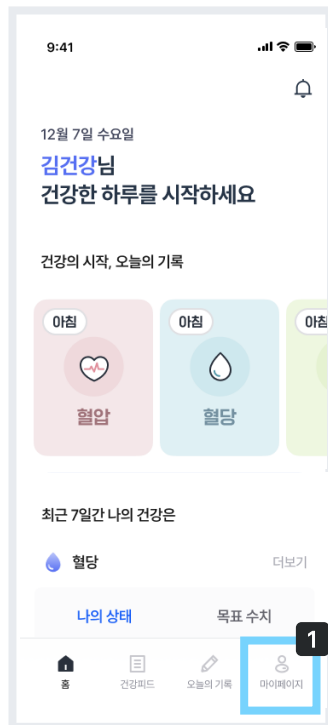 9:41
12월 7일 수요일
김건강님
건강한 하루를 시작하세요
건강의 시작, 오늘의 기록
아침
아침
아침
혈압
혈당
최근 7일간 나의 건강은
혈당
더보기
나의 상태
목표 수치
1
홈
건강피드
오늘의 기록
마이페이지